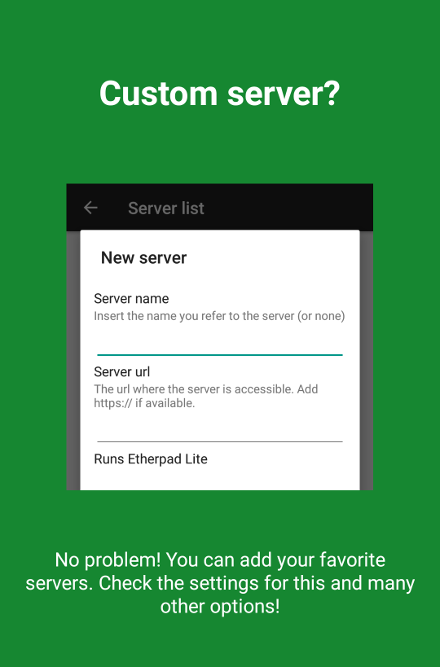 Custom server?
Server list
New server
Server name
Insert the name you refer to the server (or none)
Server url
The url where the server is accessible. Add
https:// if available.
Runs Etherpad Lite
No problem! You can add your favorite
servers. Check the settings for this and many
other options!